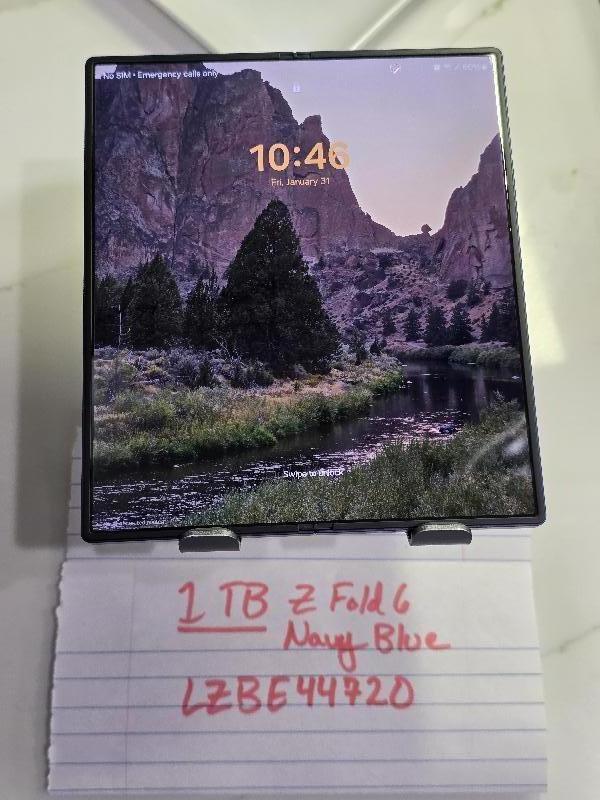 No SIM • Emergency calls only
10:46
Fri, January 31
Swipe to unlock
1 TB Z Fold 6
Navy Blue
LZBE44720